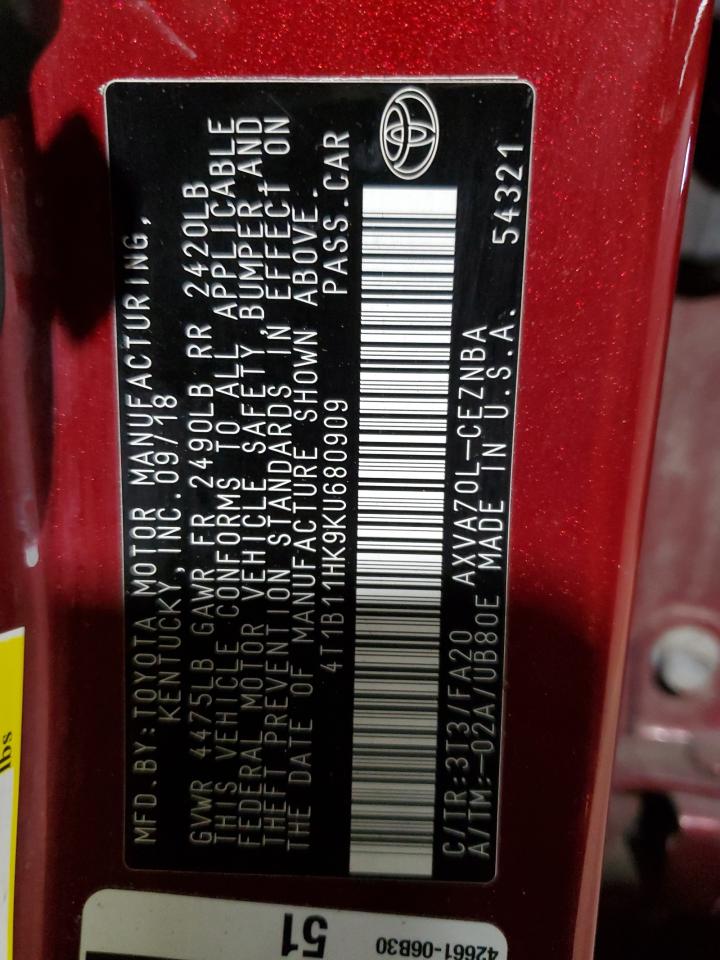 MFD.BY:TOYOTA MOTOR MANUFACTURING,
KENTUCKY, INC. 09/18
GVWR 4475LB GAWR FR 2490LB RR 2420LB
THIS VEHICLE CONFORMS TO ALL APPLICABLE
FEDERAL MOTOR VEHICLE SAFETY, BUMPER AND
THEFT PREVENTION STANDARDS IN EFFECT ON
THE DATE OF MANUFACTURE SHOWN ABOVE.
4T1B11HK9KU680909 PASS.CAR
C/TR:3T3/FA20 AXVA70L-CEZNBA
A/TM:-02A/UB80E MADE IN U.S.A. 54321
lbs
51
42661-06B30